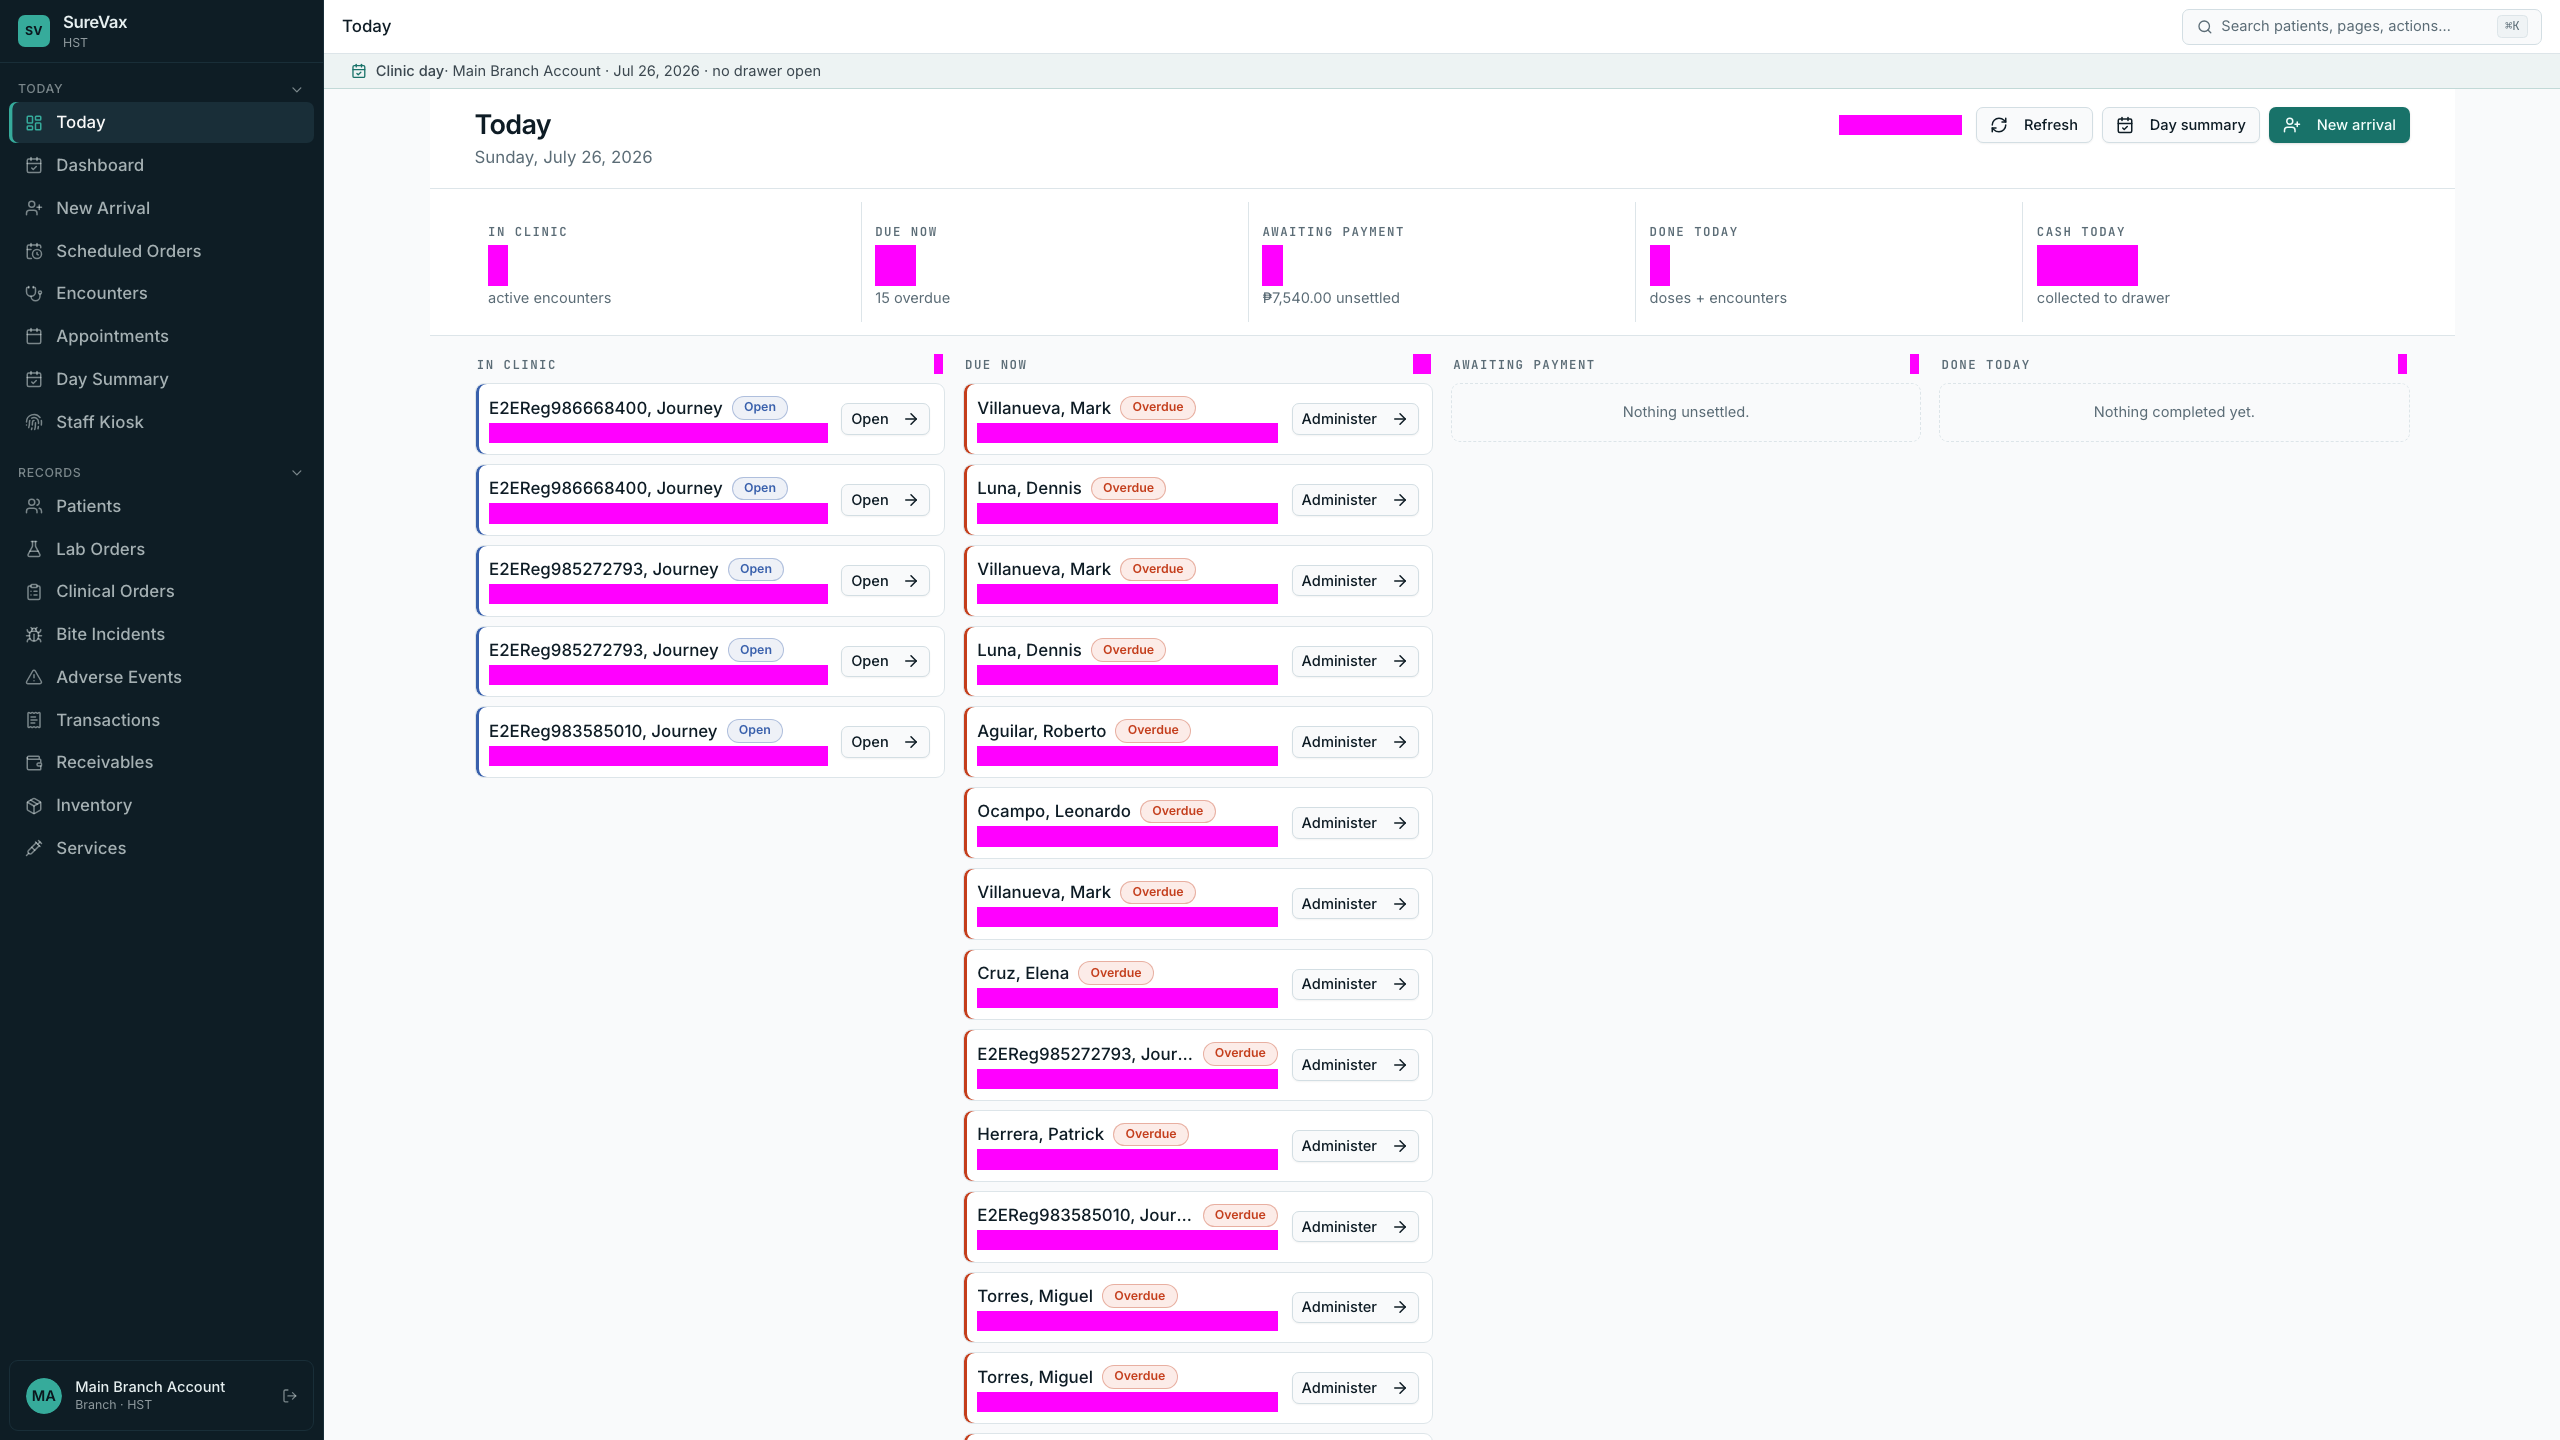 SV
SureVax
HST
TODAY
Today
Dashboard
New Arrival
Scheduled Orders
Encounters
Appointments
Day Summary
Staff Kiosk
RECORDS
Patients
Lab Orders
Clinical Orders
Bite Incidents
Adverse Events
Transactions
Receivables
Inventory
Services
MA
Main Branch Account
Branch · HST
Today
Search patients, pages, actions... ⌘K
Clinic day· Main Branch Account · Jul 26, 2026 · no drawer open
Today
Sunday, July 26, 2026
Refresh
Day summary
New arrival
IN CLINIC
active encounters
DUE NOW
15 overdue
AWAITING PAYMENT
₱7,540.00 unsettled
DONE TODAY
doses + encounters
CASH TODAY
collected to drawer
IN CLINIC
E2EReg986668400, Journey Open Open
E2EReg986668400, Journey Open Open
E2EReg985272793, Journey Open Open
E2EReg985272793, Journey Open Open
E2EReg983585010, Journey Open Open
DUE NOW
Villanueva, Mark Overdue Administer
Luna, Dennis Overdue Administer
Villanueva, Mark Overdue Administer
Luna, Dennis Overdue Administer
Aguilar, Roberto Overdue Administer
Ocampo, Leonardo Overdue Administer
Villanueva, Mark Overdue Administer
Cruz, Elena Overdue Administer
E2EReg985272793, Jour... Overdue Administer
Herrera, Patrick Overdue Administer
E2EReg983585010, Jour... Overdue Administer
Torres, Miguel Overdue Administer
Torres, Miguel Overdue Administer
AWAITING PAYMENT
Nothing unsettled.
DONE TODAY
Nothing completed yet.